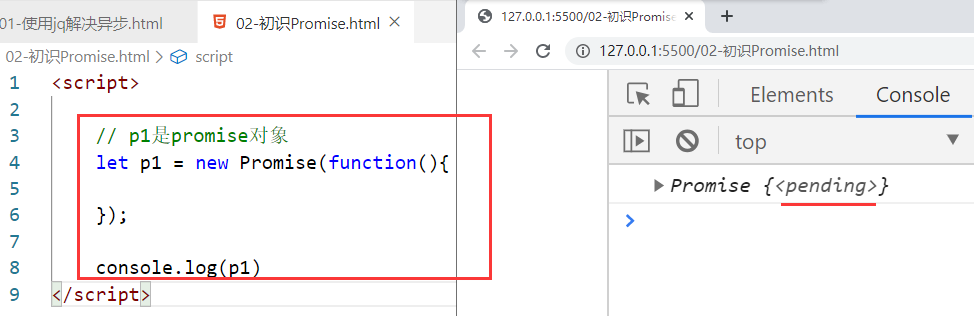 01-使用jq解决异步.html
02-初识Promise.html
02-初识Promise.html > script
1 <script>
2
3 // p1是promise对象
4 let p1 = new Promise(function(){
5
6 });
7
8 console.log(p1)
9 </script>
127.0.0.1:5500/02-初识Promise
127.0.0.1:5500/02-初识Promise.html
Elements
Console
top
Promise {<pending>}